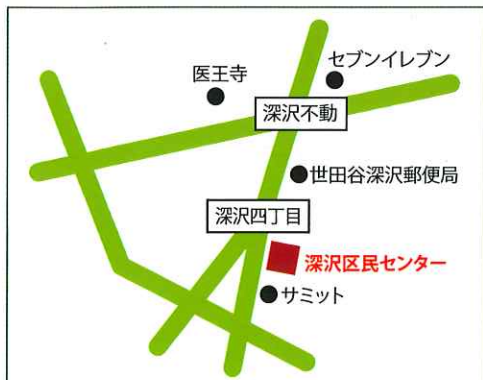 セブンイレブン
医王寺
深沢不動
世田谷深沢郵便局
深沢四丁目
深沢区民センター
サミット